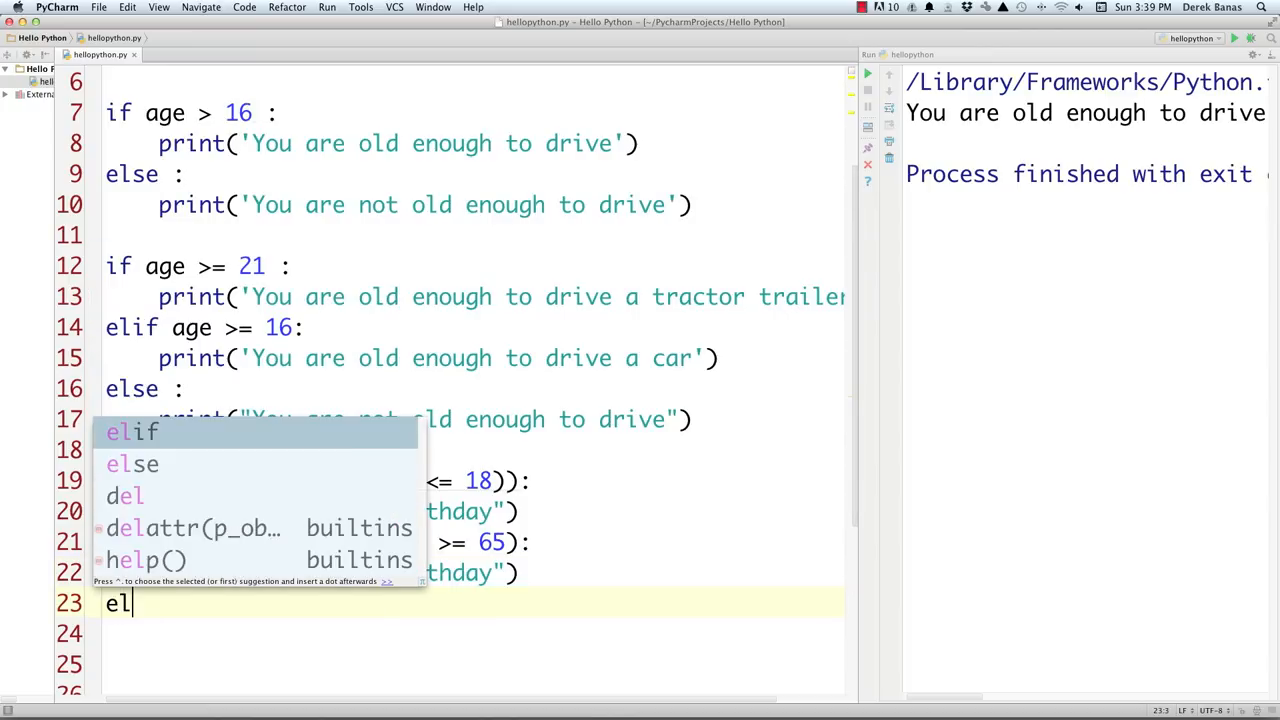 PyCharm File Edit View Navigate Code Refactor Run Tools VCS Window Help 10 Sun 3:39 PM Derek Banas
hellopython.py - Hello Python - [~/PycharmProjects/Hello Python]
Hello Python hellopython.py hellopython
hellopython.py Run hellopython
Hello P
hell
Extern
6
7 if age > 16 :
8 print('You are old enough to drive')
9 else :
10 print('You are not old enough to drive')
11
12 if age >= 21 :
13 print('You are old enough to drive a tractor trailer
14 elif age >= 16:
15 print('You are old enough to drive a car')
16 else :
17 print("You are not old enough to drive")
18
19 <= 18)):
20 thday")
21 >= 65):
22 thday")
23 el
24
25
26
elif
else
del
delattr(p_ob… builtins
help() builtins
Press ^. to choose the selected (or first) suggestion and insert a dot afterwards >>
/Library/Frameworks/Python.
You are old enough to drive
Process finished with exit
23:3 LF UTF-8